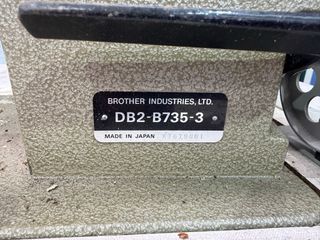 BROTHER INDUSTRIES, LTD.
DB2-B735-3
MADE IN JAPAN